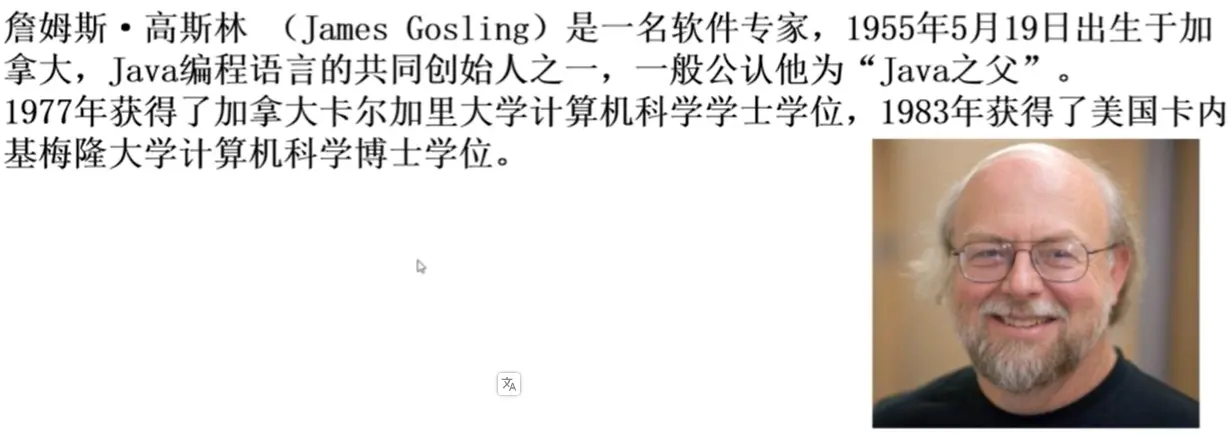 詹姆斯·高斯林 （James Gosling）是一名软件专家，1955年5月19日出生于加
拿大，Java编程语言的共同创始人之一，一般公认他为“Java之父”。
1977年获得了加拿大卡尔加里大学计算机科学学士学位，1983年获得了美国卡内
基梅隆大学计算机科学博士学位。
文A